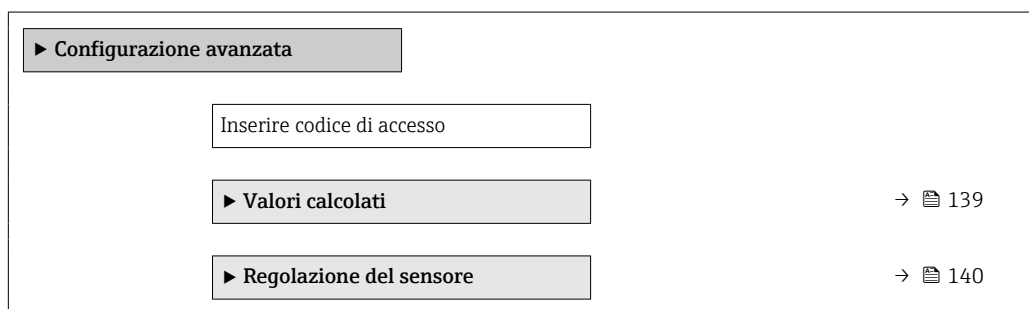 ▶ Configurazione avanzata
Inserire codice di accesso
▶ Valori calcolati → 139
▶ Regolazione del sensore → 140